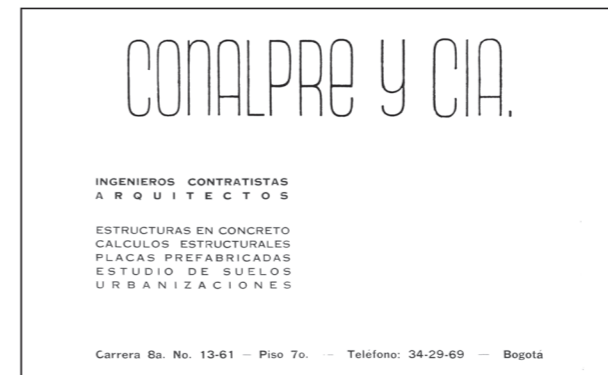 CONALPRE Y CIA.
INGENIEROS CONTRATISTAS
ARQUITECTOS
ESTRUCTURAS EN CONCRETO
CALCULOS ESTRUCTURALES
PLACAS PREFABRICADAS
ESTUDIO DE SUELOS
URBANIZACIONES
Carrera 8a. No. 13-61 — Piso 7o. — Teléfono: 34-29-69 — Bogotá